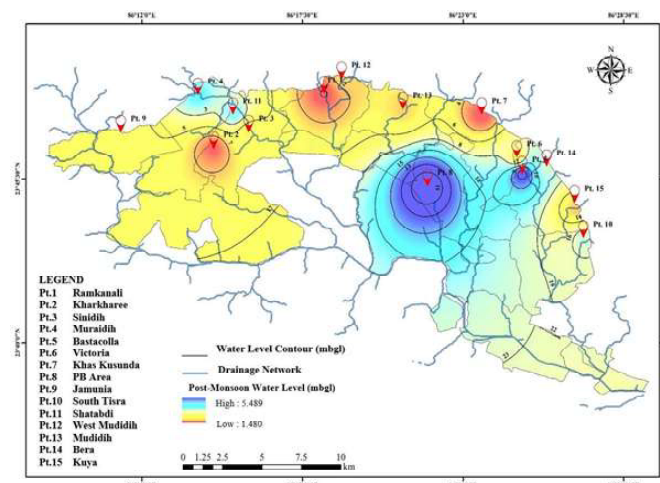 86°12'0"E 86°17'30"E 86°23'0"E 86°28'30"E
N
W E
S
Pt. 12
Pt. 4
Pt. 13
Pt. 11
Pt. 7
Pt. 9
Pt. 3
Pt. 2
Pt. 6
Pt. 14
Pt. 8
Pt. 15
Pt. 10
LEGEND
Pt.1 Ramkanali
Pt.2 Kharkharee
Pt.3 Sinidih
Pt.4 Muraidih
Pt.5 Bastacolla
Pt.6 Victoria
Pt.7 Khas Kusunda
Pt.8 PB Area
Pt.9 Jamunia
Pt.10 South Tisra
Pt.11 Shatabdi
Pt.12 West Mudidih
Pt.13 Mudidih
Pt.14 Bera
Pt.15 Kuya
Water Level Contour (mbgl)
Drainage Network
Post-Monsoon Water Level (mbgl)
High : 5.489
Low : 1.480
0 1.25 2.5 5 7.5 10
km